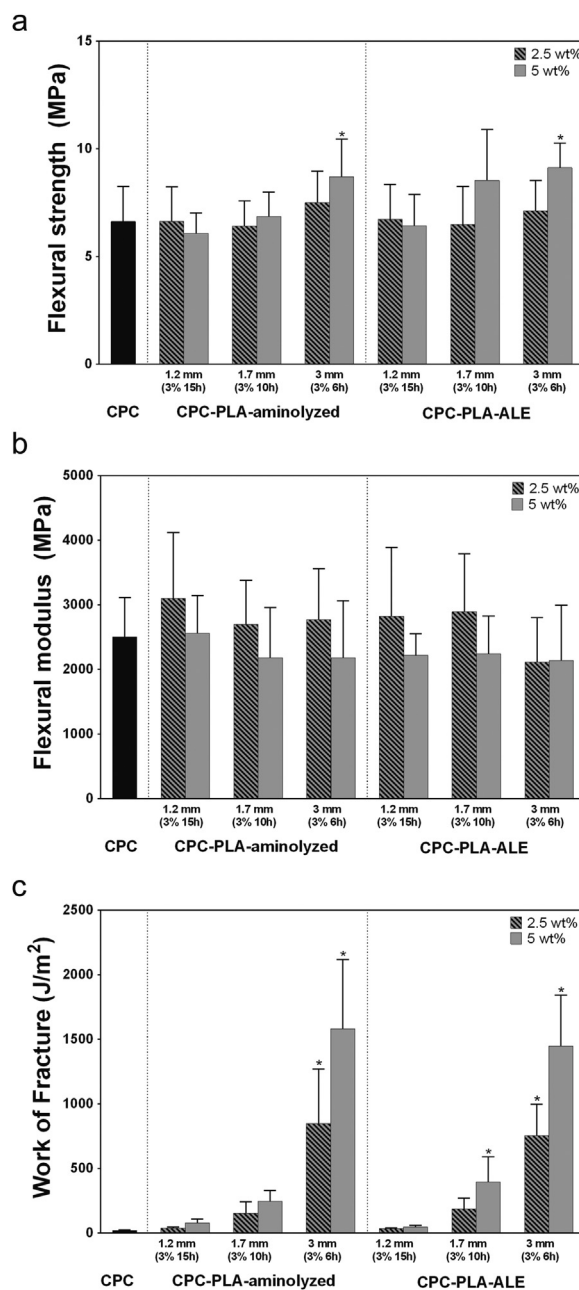 a
Flexural strength (MPa)
15
10
5
0
2.5 wt%
5 wt%
*
*
1.2 mm
(3% 15h)
1.7 mm
(3% 10h)
3 mm
(3% 6h)
1.2 mm
(3% 15h)
1.7 mm
(3% 10h)
3 mm
(3% 6h)
CPC
CPC-PLA-aminolyzed
CPC-PLA-ALE
b
Flexural modulus (MPa)
5000
4000
3000
2000
1000
0
2.5 wt%
5 wt%
1.2 mm
(3% 15h)
1.7 mm
(3% 10h)
3 mm
(3% 6h)
1.2 mm
(3% 15h)
1.7 mm
(3% 10h)
3 mm
(3% 6h)
CPC
CPC-PLA-aminolyzed
CPC-PLA-ALE
c
Work of Fracture (J/m²)
2500
2000
1500
1000
500
0
2.5 wt%
5 wt%
*
*
*
*
*
1.2 mm
(3% 15h)
1.7 mm
(3% 10h)
3 mm
(3% 6h)
1.2 mm
(3% 15h)
1.7 mm
(3% 10h)
3 mm
(3% 6h)
CPC
CPC-PLA-aminolyzed
CPC-PLA-ALE